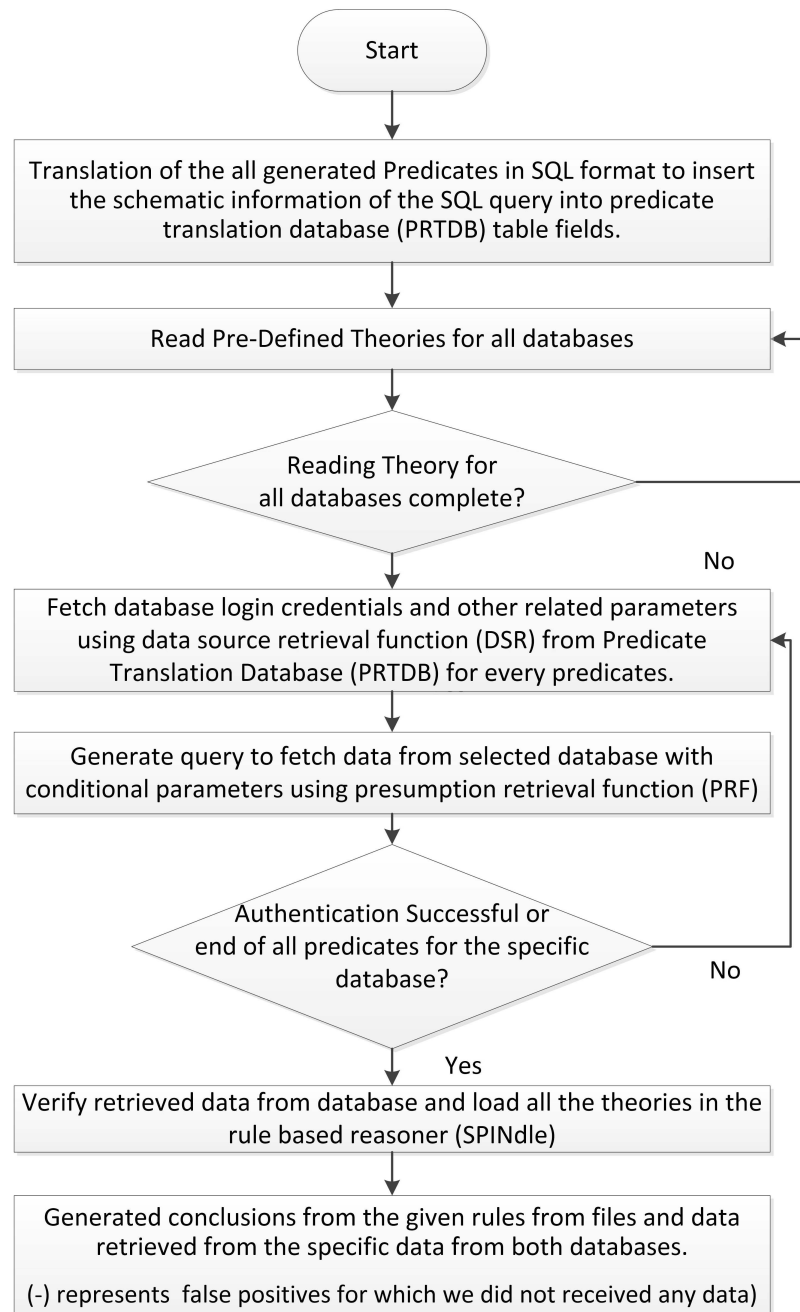 Start
Translation of the all generated Predicates in SQL format to insert
the schematic information of the SQL query into predicate
translation database (PRTDB) table fields.
Read Pre-Defined Theories for all databases
Reading Theory for
all databases complete?
No
Fetch database login credentials and other related parameters
using data source retrieval function (DSR) from Predicate
Translation Database (PRTDB) for every predicates.
Generate query to fetch data from selected database with
conditional parameters using presumption retrieval function (PRF)
Authentication Successful or
end of all predicates for the specific
database?
No
Yes
Verify retrieved data from database and load all the theories in the
rule based reasoner (SPINdle)
Generated conclusions from the given rules from files and data
retrieved from the specific data from both databases.
(-) represents false positives for which we did not received any data)